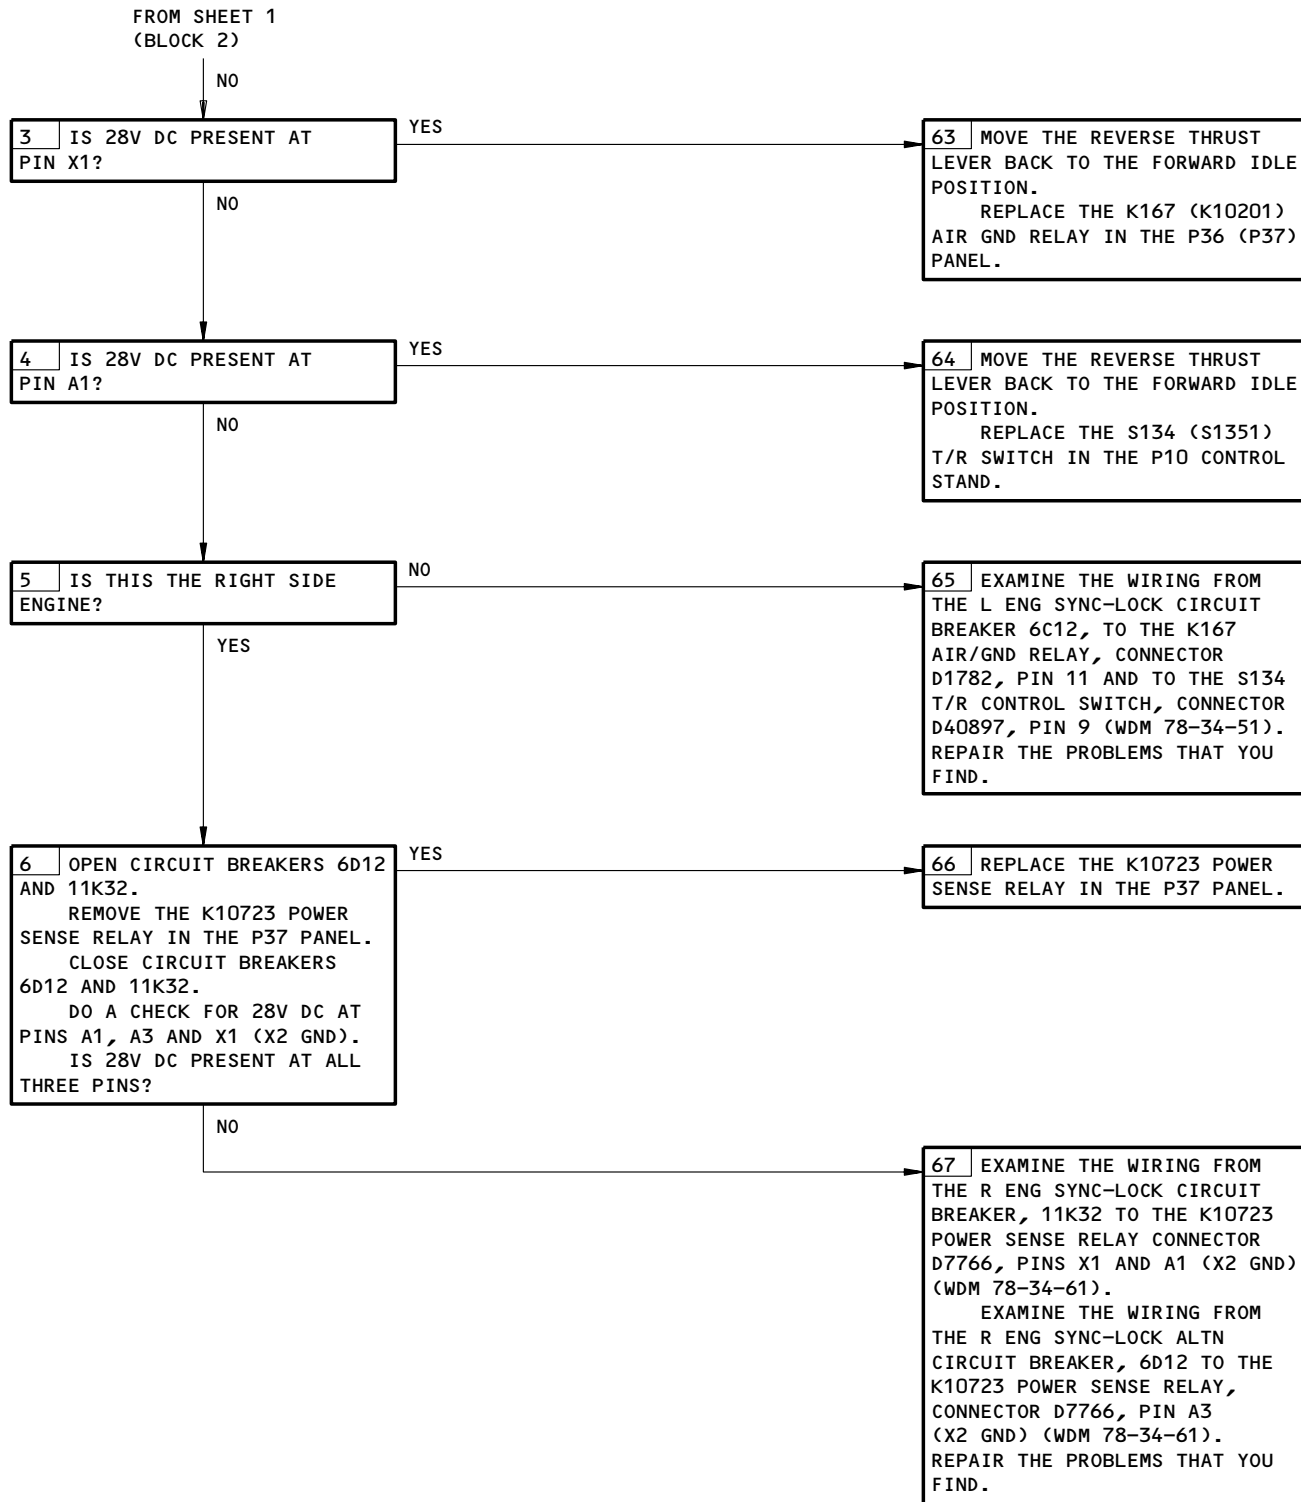 FROM SHEET 1
(BLOCK 2)
NO
3 IS 28V DC PRESENT AT
PIN X1?
YES
NO
63 MOVE THE REVERSE THRUST
LEVER BACK TO THE FORWARD IDLE
POSITION.
REPLACE THE K167 (K10201)
AIR GND RELAY IN THE P36 (P37)
PANEL.
4 IS 28V DC PRESENT AT
PIN A1?
YES
NO
64 MOVE THE REVERSE THRUST
LEVER BACK TO THE FORWARD IDLE
POSITION.
REPLACE THE S134 (S1351)
T/R SWITCH IN THE P10 CONTROL
STAND.
5 IS THIS THE RIGHT SIDE
ENGINE?
NO
YES
65 EXAMINE THE WIRING FROM
THE L ENG SYNC-LOCK CIRCUIT
BREAKER 6C12, TO THE K167
AIR/GND RELAY, CONNECTOR
D1782, PIN 11 AND TO THE S134
T/R CONTROL SWITCH, CONNECTOR
D40897, PIN 9 (WDM 78-34-51).
REPAIR THE PROBLEMS THAT YOU
FIND.
6 OPEN CIRCUIT BREAKERS 6D12
AND 11K32.
REMOVE THE K10723 POWER
SENSE RELAY IN THE P37 PANEL.
CLOSE CIRCUIT BREAKERS
6D12 AND 11K32.
DO A CHECK FOR 28V DC AT
PINS A1, A3 AND X1 (X2 GND).
IS 28V DC PRESENT AT ALL
THREE PINS?
YES
NO
66 REPLACE THE K10723 POWER
SENSE RELAY IN THE P37 PANEL.
67 EXAMINE THE WIRING FROM
THE R ENG SYNC-LOCK CIRCUIT
BREAKER, 11K32 TO THE K10723
POWER SENSE RELAY CONNECTOR
D7766, PINS X1 AND A1 (X2 GND)
(WDM 78-34-61).
EXAMINE THE WIRING FROM
THE R ENG SYNC-LOCK ALTN
CIRCUIT BREAKER, 6D12 TO THE
K10723 POWER SENSE RELAY,
CONNECTOR D7766, PIN A3
(X2 GND) (WDM 78-34-61).
REPAIR THE PROBLEMS THAT YOU
FIND.